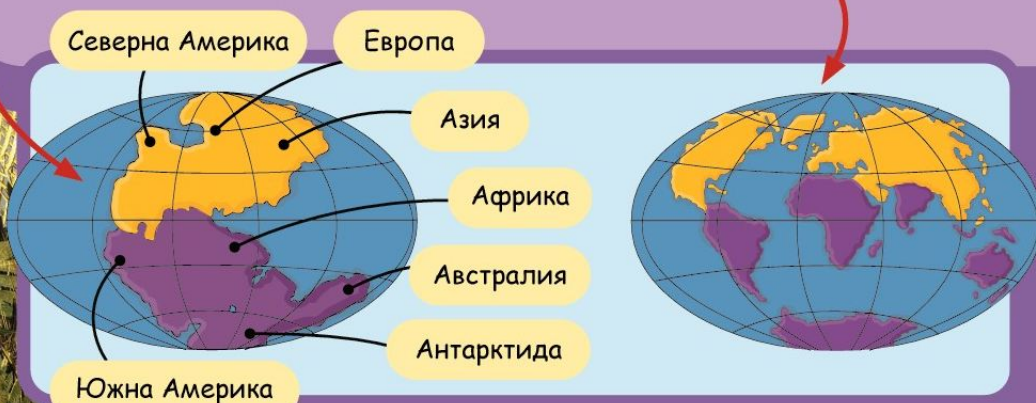 Северна Америка
Европа
Азия
Африка
Австралия
Антарктида
Южна Америка